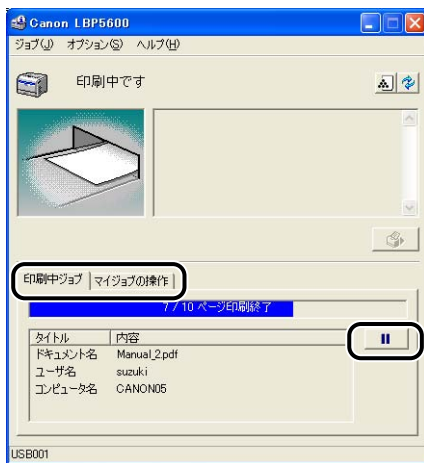 Canon LBP5600
ジョブ(J) オプション(S) ヘルプ(H)
印刷中です
印刷中ジョブ マイジョブの操作
7 / 10 ページ印刷終了
タイトル 内容
ドキュメント名 Manual_2.pdf
ユーザ名 suzuki
コンピュータ名 CANON05
USB001